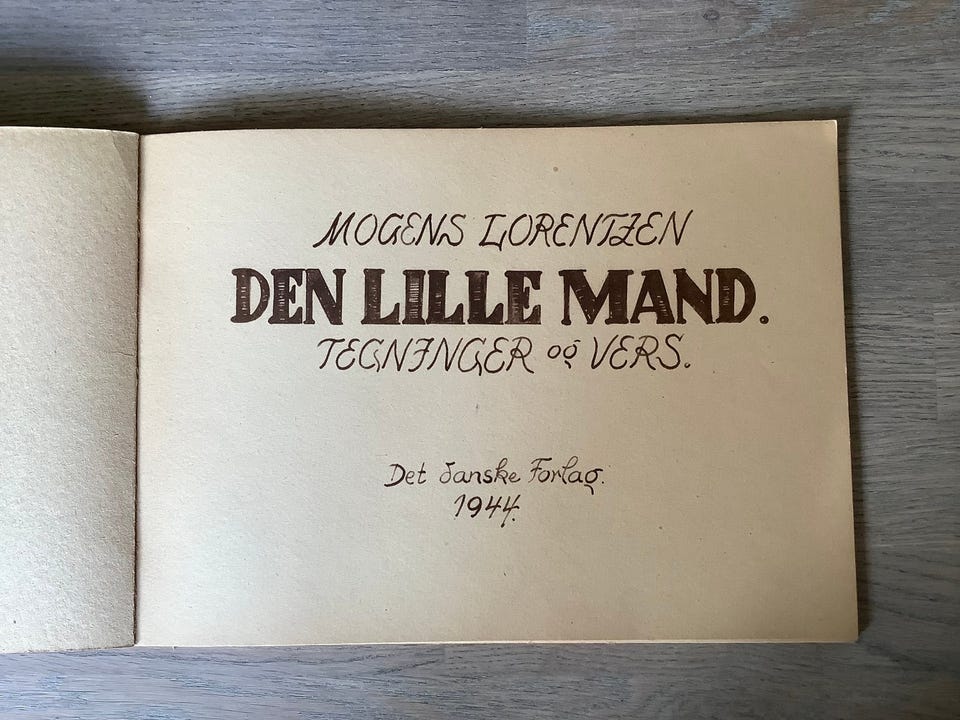 MOGENS LORENTZEN
DEN LILLE MAND.
TEGNINGER og VERS.
Det danske Forlag.
1944.